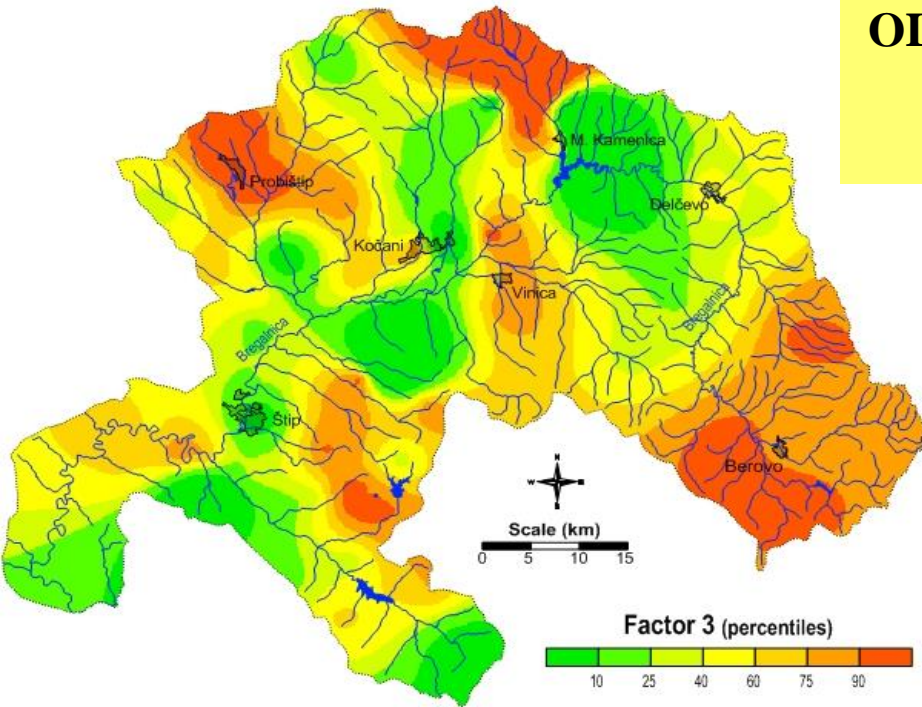 M. Kamenica
Probištip
Delčevo
Kočani
Vinica
Bregalnica
Bregalnica
Štip
Berovo
N
W
Scale (km)
0 5 10 15
Factor 3 (percentiles)
10 25 40 60 75 90